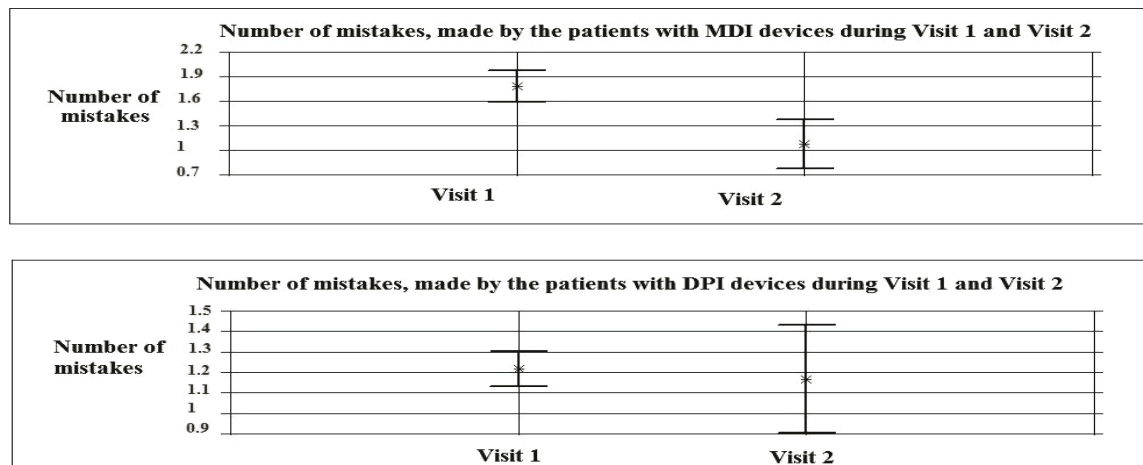 Number of mistakes, made by the patients with MDI devices during Visit 1 and Visit 2
2.2
1.9
1.6
1.3
1
0.7
Number of
mistakes
Visit 1
Visit 2
Number of mistakes, made by the patients with DPI devices during Visit 1 and Visit 2
1.5
1.4
1.3
1.2
1.1
1
0.9
Number of
mistakes
Visit 1
Visit 2